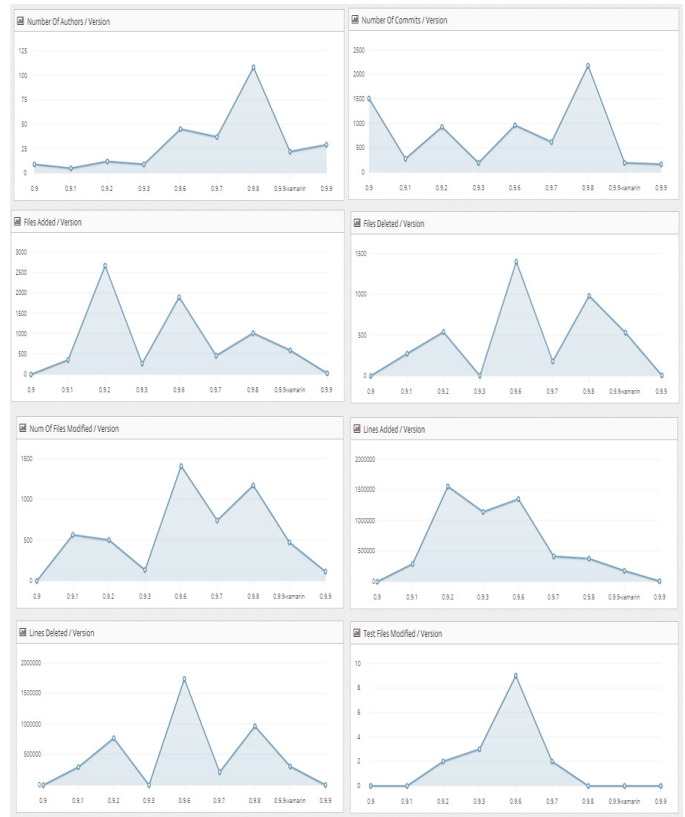 Number Of Authors / Version
125
100
75
50
25
0
0.9 0.9.1 0.9.2 0.9.3 0.9.6 0.9.7 0.9.8 0.9.9-xamarin 0.9.9
Number Of Commits / Version
2500
2000
1500
1000
500
0
0.9 0.9.1 0.9.2 0.9.3 0.9.6 0.9.7 0.9.8 0.9.9-xamarin 0.9.9
Files Added / Version
3000
2500
2000
1500
1000
500
0
0.9 0.9.1 0.9.2 0.9.3 0.9.6 0.9.7 0.9.8 0.9.9-xamarin 0.9.9
Files Deleted / Version
1500
1000
500
0
0.9 0.9.1 0.9.2 0.9.3 0.9.6 0.9.7 0.9.8 0.9.9-xamarin 0.9.9
Num Of Files Modified / Version
1500
1000
500
0
0.9 0.9.1 0.9.2 0.9.3 0.9.6 0.9.7 0.9.8 0.9.9-xamarin 0.9.9
Lines Added / Version
2000000
1500000
1000000
500000
0
0.9 0.9.1 0.9.2 0.9.3 0.9.6 0.9.7 0.9.8 0.9.9-xamarin 0.9.9
Lines Deleted / Version
2000000
1500000
1000000
500000
0
0.9 0.9.1 0.9.2 0.9.3 0.9.6 0.9.7 0.9.8 0.9.9-xamarin 0.9.9
Test Files Modified / Version
10
8
6
4
2
0
0.9 0.9.1 0.9.2 0.9.3 0.9.6 0.9.7 0.9.8 0.9.9-xamarin 0.9.9